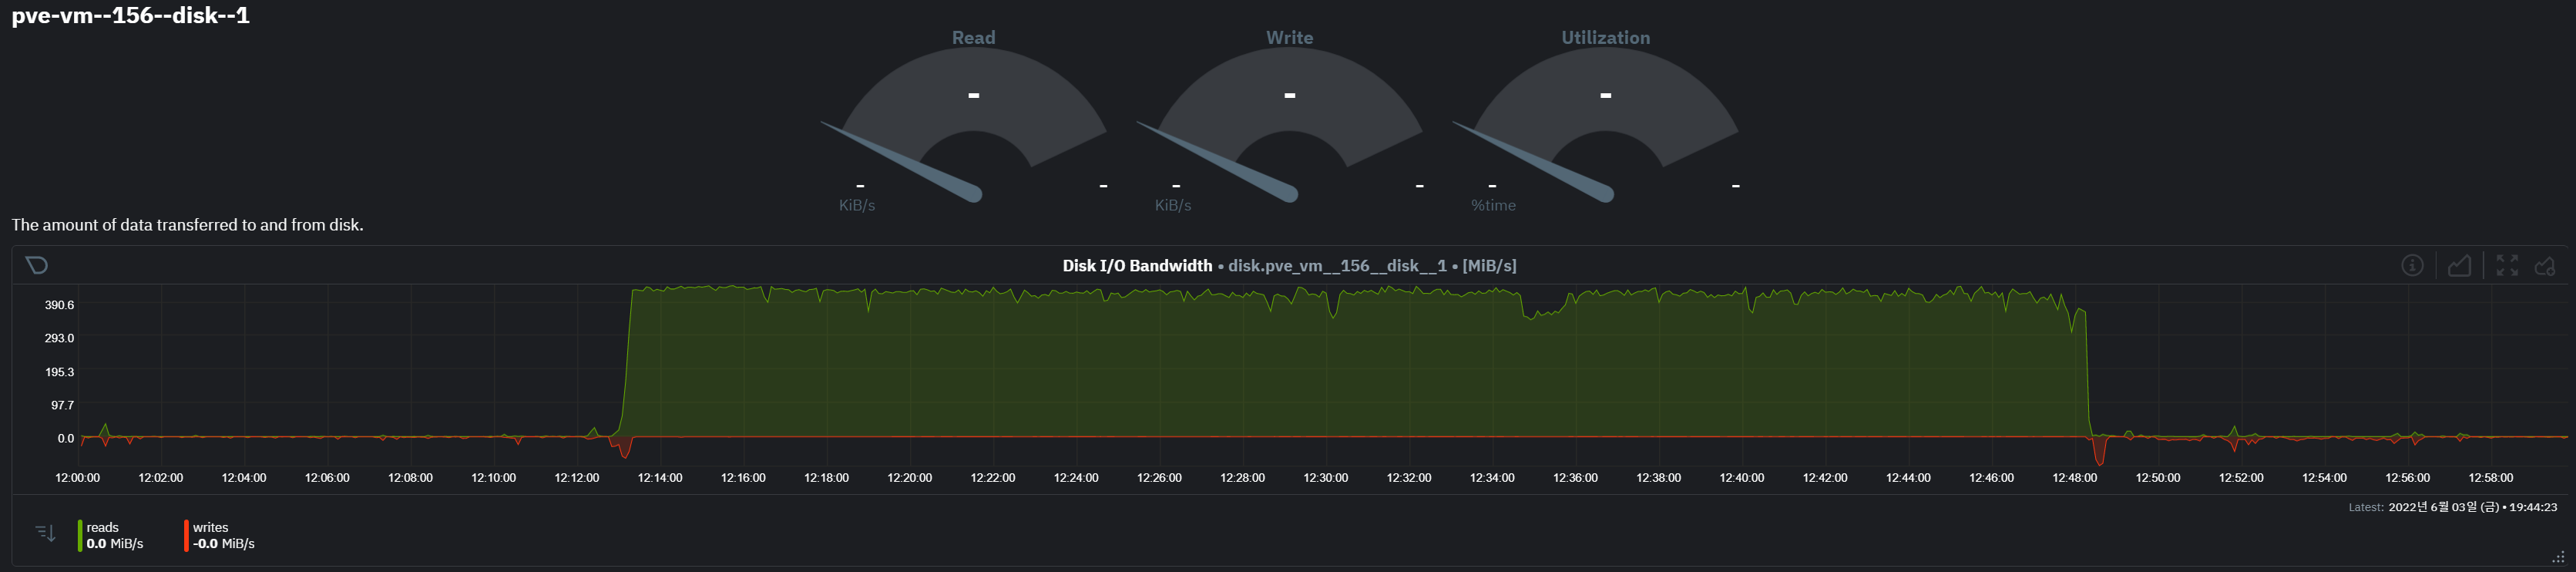 pve-vm--156--disk--1
Read
Write
Utilization
-
-
-
- -
- -
- -
KiB/s
KiB/s
%time
The amount of data transferred to and from disk.
Disk I/O Bandwidth • disk.pve_vm__156__disk__1 • [MiB/s]
390.6
293.0
195.3
97.7
0.0
12:00:00 12:02:00 12:04:00 12:06:00 12:08:00 12:10:00 12:12:00 12:14:00 12:16:00 12:18:00 12:20:00 12:22:00 12:24:00 12:26:00 12:28:00 12:30:00 12:32:00 12:34:00 12:36:00 12:38:00 12:40:00 12:42:00 12:44:00 12:46:00 12:48:00 12:50:00 12:52:00 12:54:00 12:56:00 12:58:00
Latest: 2022년 6월 03일 (금) • 19:44:23
reads
0.0 MiB/s
writes
-0.0 MiB/s